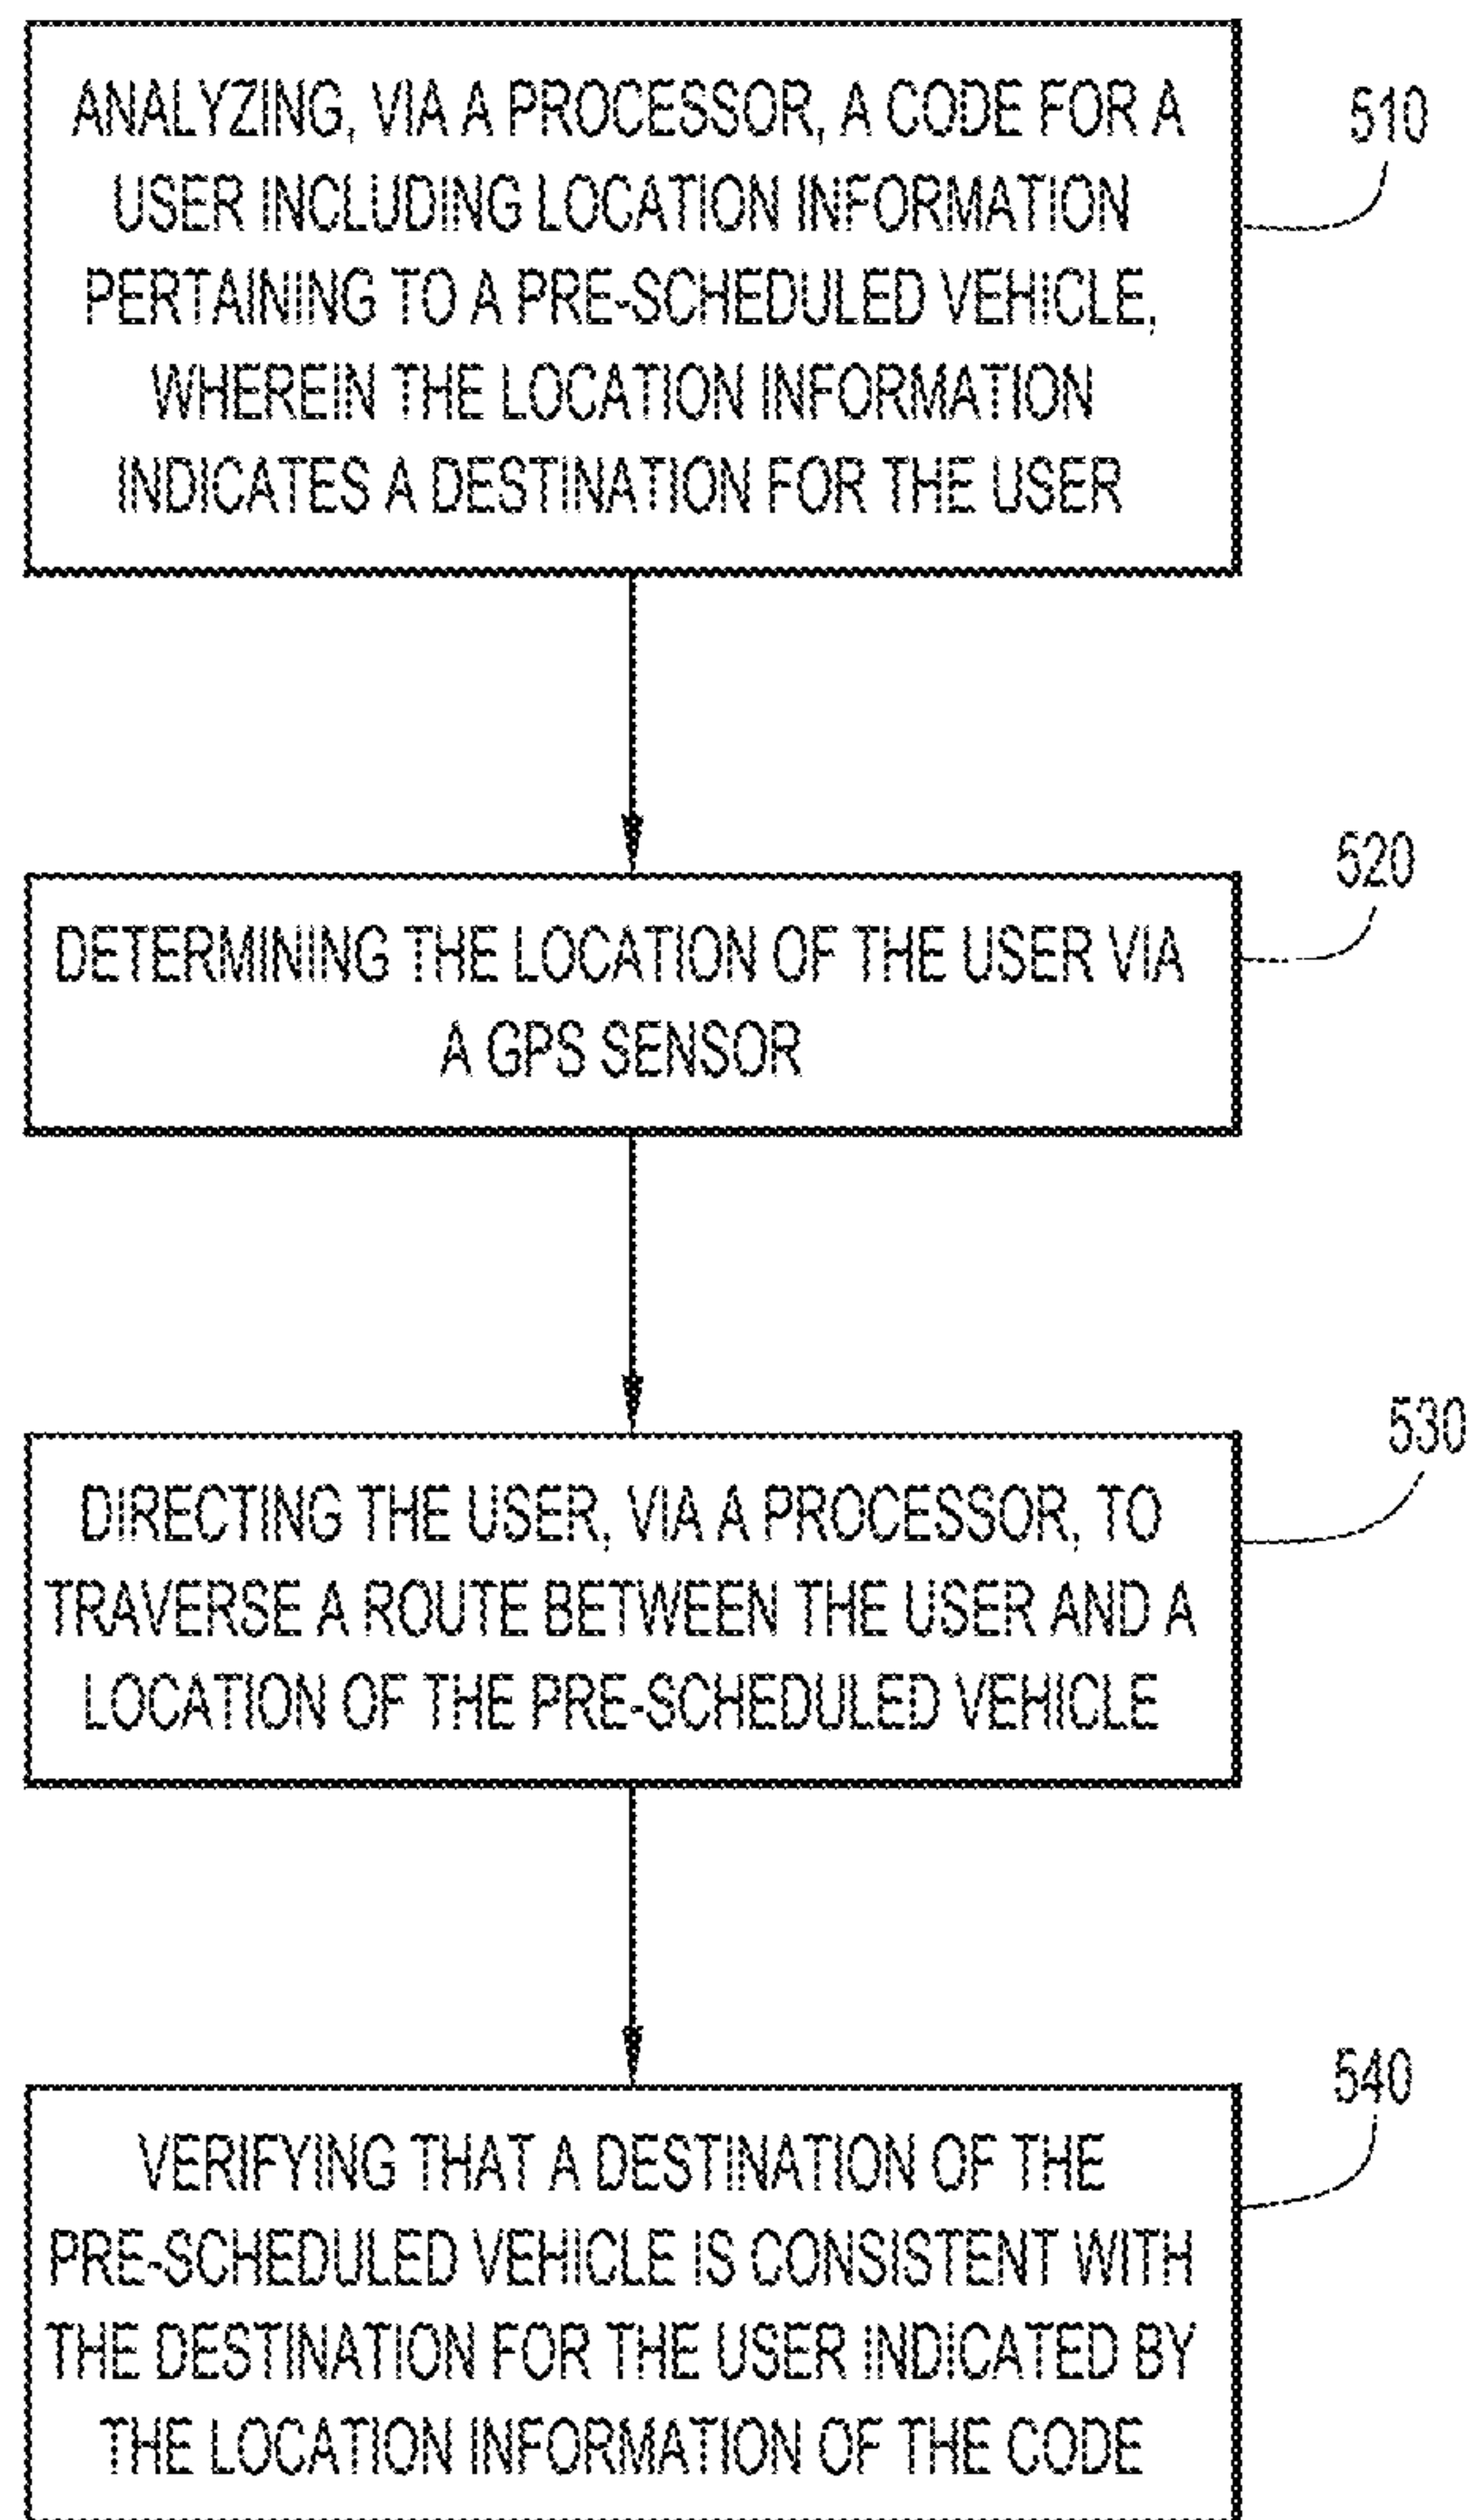 ANALYZING, VIA A PROCESSOR, A CODE FOR A
USER INCLUDING LOCATION INFORMATION
PERTAINING TO A PRE-SCHEDULED VEHICLE,
WHEREIN THE LOCATION INFORMATION
INDICATES A DESTINATION FOR THE USER
510
DETERMINING THE LOCATION OF THE USER VIA
A GPS SENSOR
520
DIRECTING THE USER, VIA A PROCESSOR, TO
TRAVERSE A ROUTE BETWEEN THE USER AND A
LOCATION OF THE PRE-SCHEDULED VEHICLE
530
VERIFYING THAT A DESTINATION OF THE
PRE-SCHEDULED VEHICLE IS CONSISTENT WITH
THE DESTINATION FOR THE USER INDICATED BY
THE LOCATION INFORMATION OF THE CODE
540